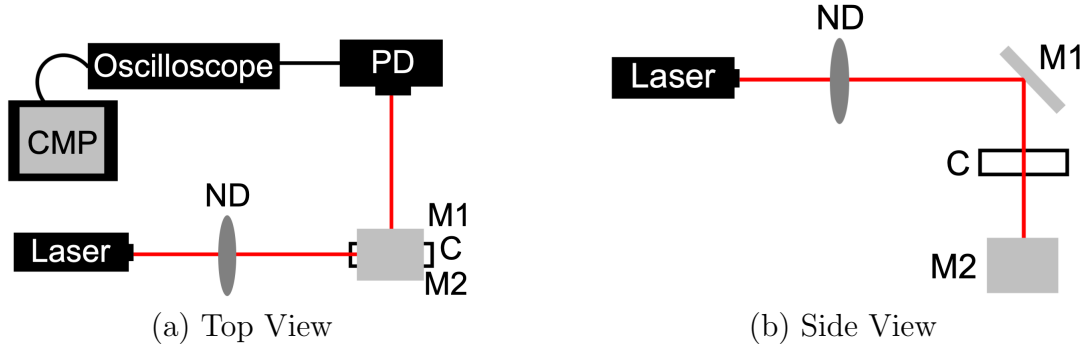 Oscilloscope
PD
CMP
ND
Laser
M1
C
M2
(a) Top View
ND
Laser
M1
C
M2
(b) Side View